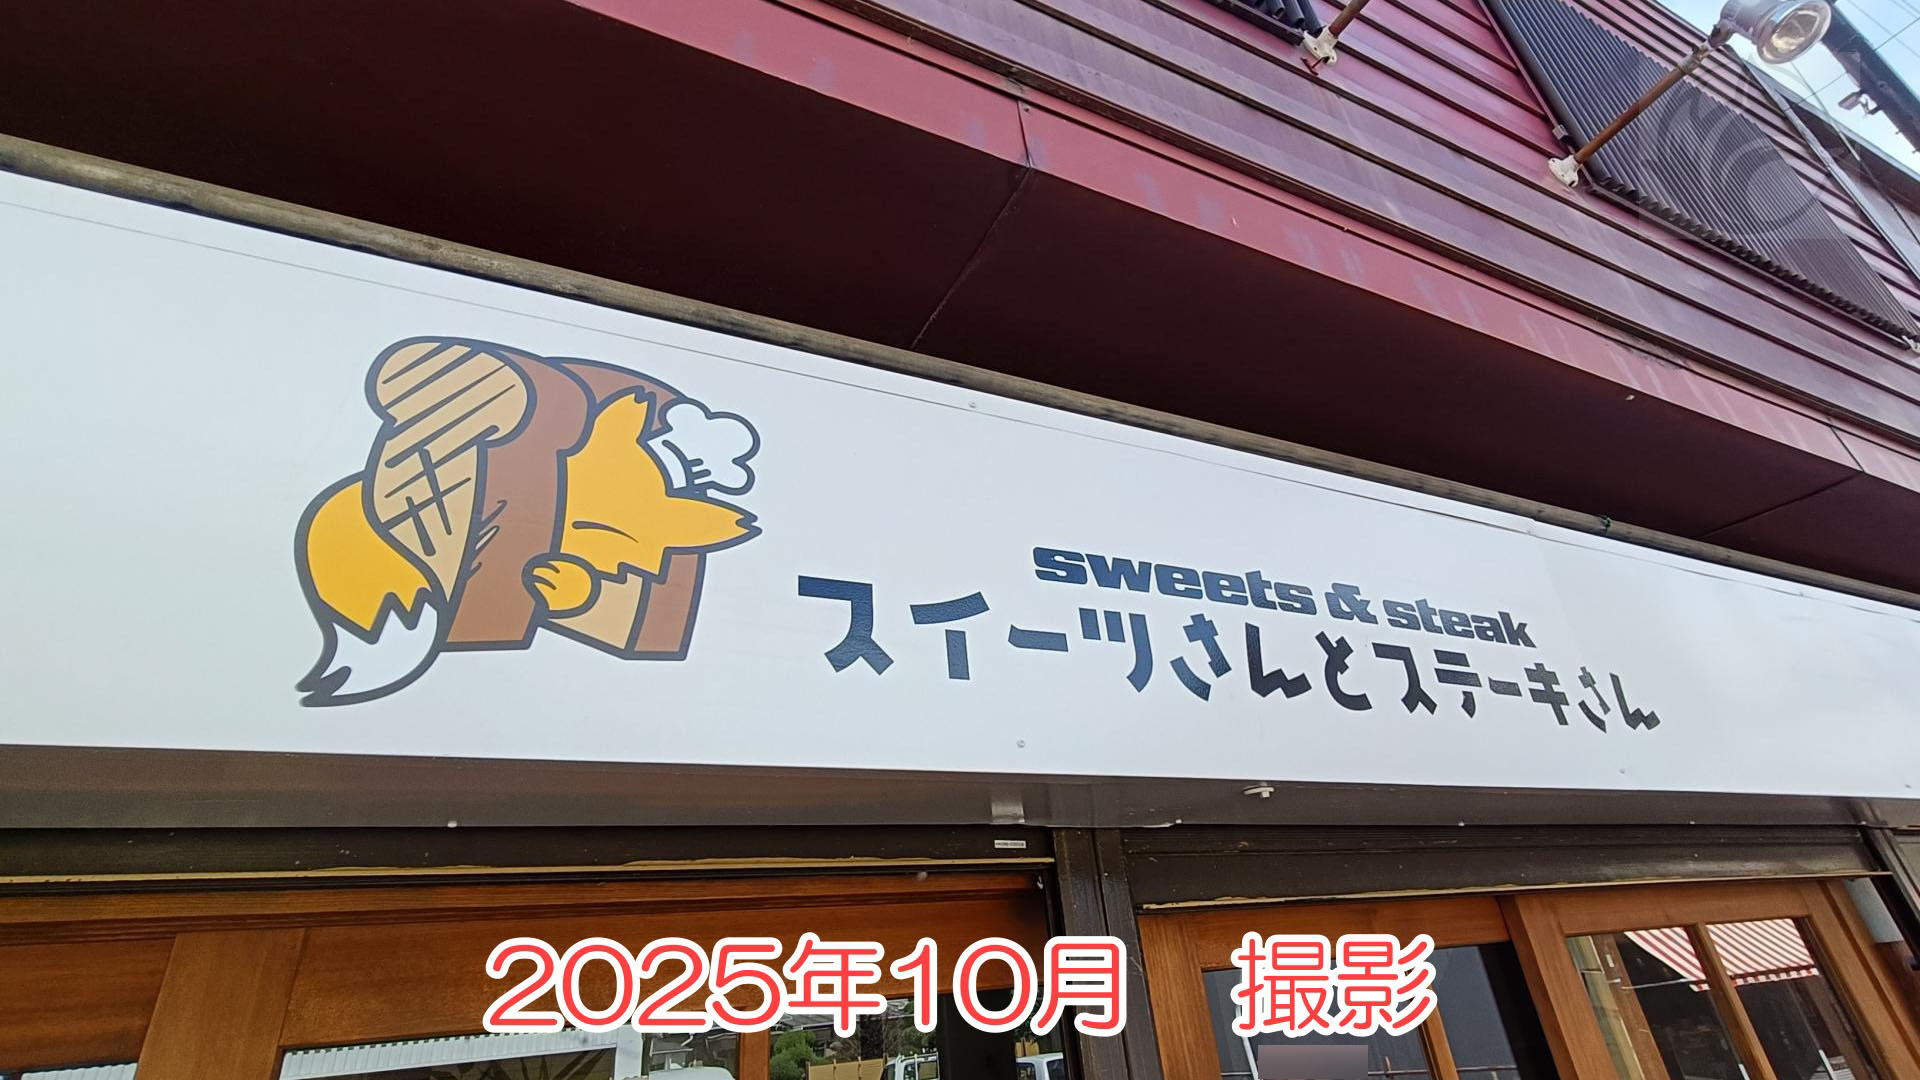 sweets & steak
スイーツさんとステーキさん
2025年10月　撮影